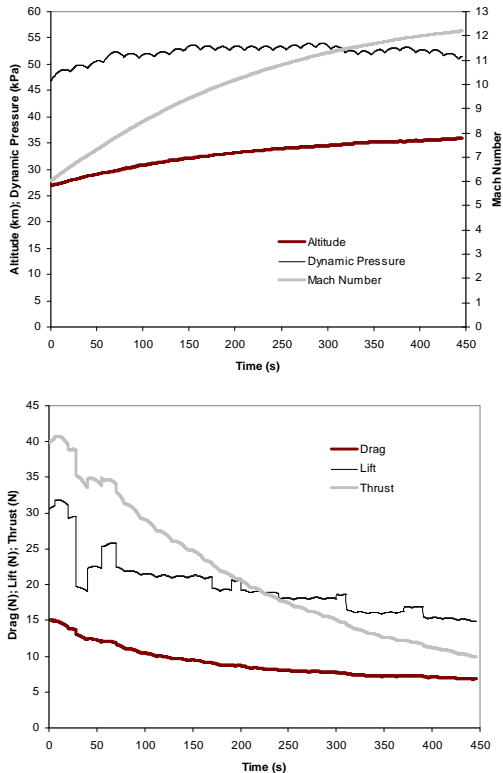 Altitude (km); Dynamic Pressure (kPa)
60
55
50
45
40
35
30
25
20
15
10
5
0
13
12
11
10
9
8
7
6
5
4
3
2
1
0
Mach Number
Altitude
Dynamic Pressure
Mach Number
0 50 100 150 200 250 300 350 400 450
Time (s)
Drag (N); Lift (N); Thrust (N)
45
40
35
30
25
20
15
10
5
0
Drag
Lift
Thrust
0 50 100 150 200 250 300 350 400 450
Time (s)